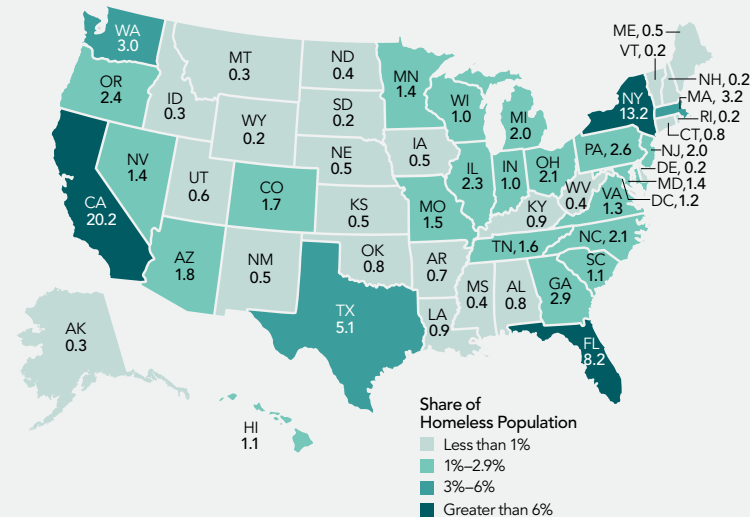 WA
3.0
OR
2.4
CA
20.2
NV
1.4
ID
0.3
MT
0.3
WY
0.2
UT
0.6
AZ
1.8
CO
1.7
NM
0.5
ND
0.4
SD
0.2
NE
0.5
KS
0.5
OK
0.8
TX
5.1
MN
1.4
IA
0.5
MO
1.5
AR
0.7
LA
0.9
WI
1.0
IL
2.3
MI
2.0
IN
1.0
OH
2.1
KY
0.9
TN, 1.6
MS
0.4
AL
0.8
GA
2.9
FL
8.2
SC
1.1
NC, 2.1
VA
1.3
WV
0.4
PA, 2.6
NY
13.2
ME, 0.5
VT, 0.2
NH, 0.2
MA, 3.2
RI, 0.2
CT, 0.8
NJ, 2.0
DE, 0.2
MD, 1.4
DC, 1.2
AK
0.3
HI
1.1
Share of
Homeless Population
Less than 1%
1%–2.9%
3%–6%
Greater than 6%